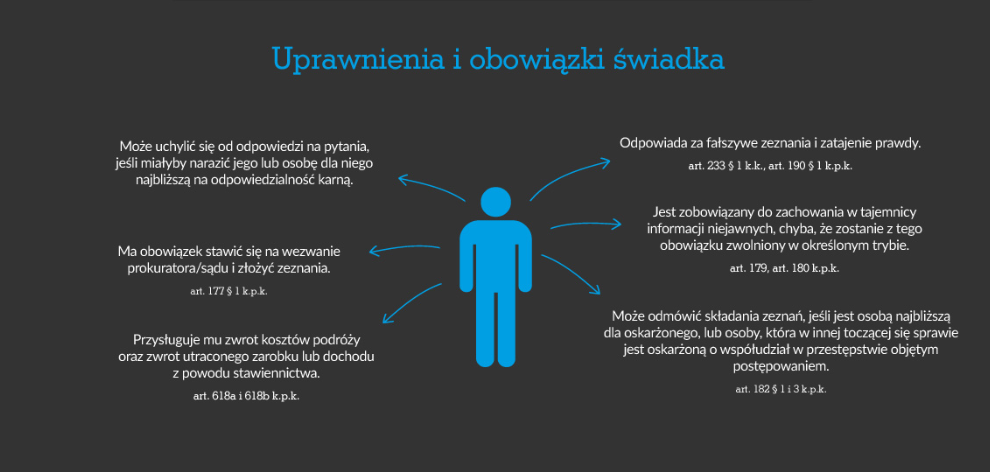 Uprawnienia i obowiązki świadka
Może uchylić się od odpowiedzi na pytania,
jeśli miałyby narazić jego lub osobę dla niego
najbliższą na odpowiedzialność karną.
Ma obowiązek stawić się na wezwanie
prokuratora/sądu i złożyć zeznania.
art. 177 § 1 k.p.k.
Przysługuje mu zwrot kosztów podróży
oraz zwrot utraconego zarobku lub dochodu
z powodu stawiennictwa.
art. 618a i 618b k.p.k.
Odpowiada za fałszywe zeznania i zatajenie prawdy.
art. 233 § 1 k.k., art. 190 § 1 k.p.k.
Jest zobowiązany do zachowania w tajemnicy
informacji niejawnych, chyba, że zostanie z tego
obowiązku zwolniony w określonym trybie.
art. 179, art. 180 k.p.k.
Może odmówić składania zeznań, jeśli jest osobą najbliższą
dla oskarżonego, lub osoby, która w innej toczącej się sprawie
jest oskarżoną o współudział w przestępstwie objętym
postępowaniem.
art. 182 § 1 i 3 k.p.k.